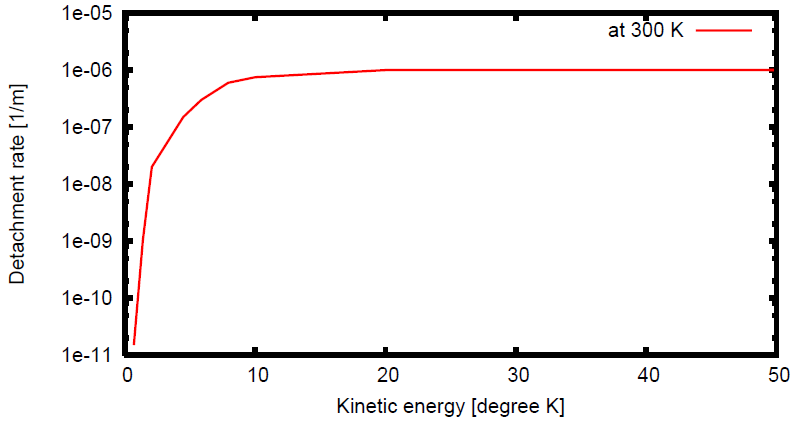 1e-05
at 300 K
1e-06
1e-07
1e-08
1e-09
1e-10
1e-11
Detachment rate [1/m]
0 10 20 30 40 50
Kinetic energy [degree K]